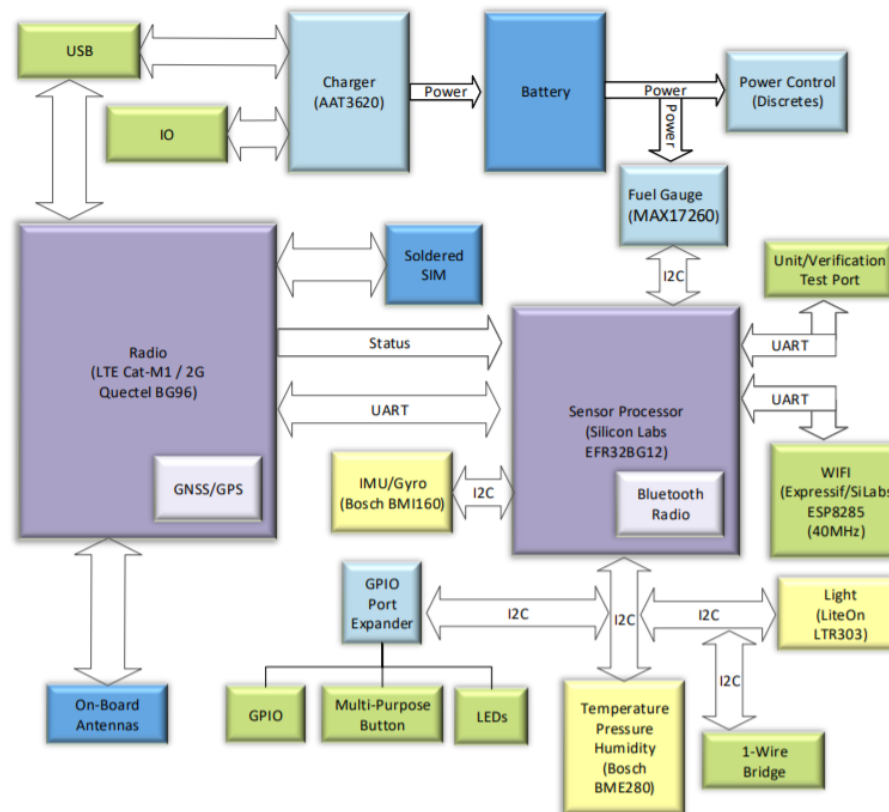 USB
Charger
(AAT3620)
Power
Battery
Power
Power Control
(Discretes)
IO
Power
Fuel Gauge
(MAX17260)
Soldered
SIM
I2C
Unit/Verification
Test Port
Radio
(LTE Cat-M1 / 2G
Quectel BG96)
Status
UART
UART
Sensor Processor
(Silicon Labs
EFR32BG12)
UART
GNSS/GPS
IMU/Gyro
(Bosch BMI160)
I2C
Bluetooth
Radio
WIFI
(Expressif/SiLabs
ESP8285
(40MHz)
GPIO
Port
Expander
I2C
I2C
I2C
Light
(LiteOn
LTR303)
I2C
On-Board
Antennas
GPIO
Multi-Purpose
Button
LEDs
Temperature
Pressure
Humidity
(Bosch
BME280)
1-Wire
Bridge